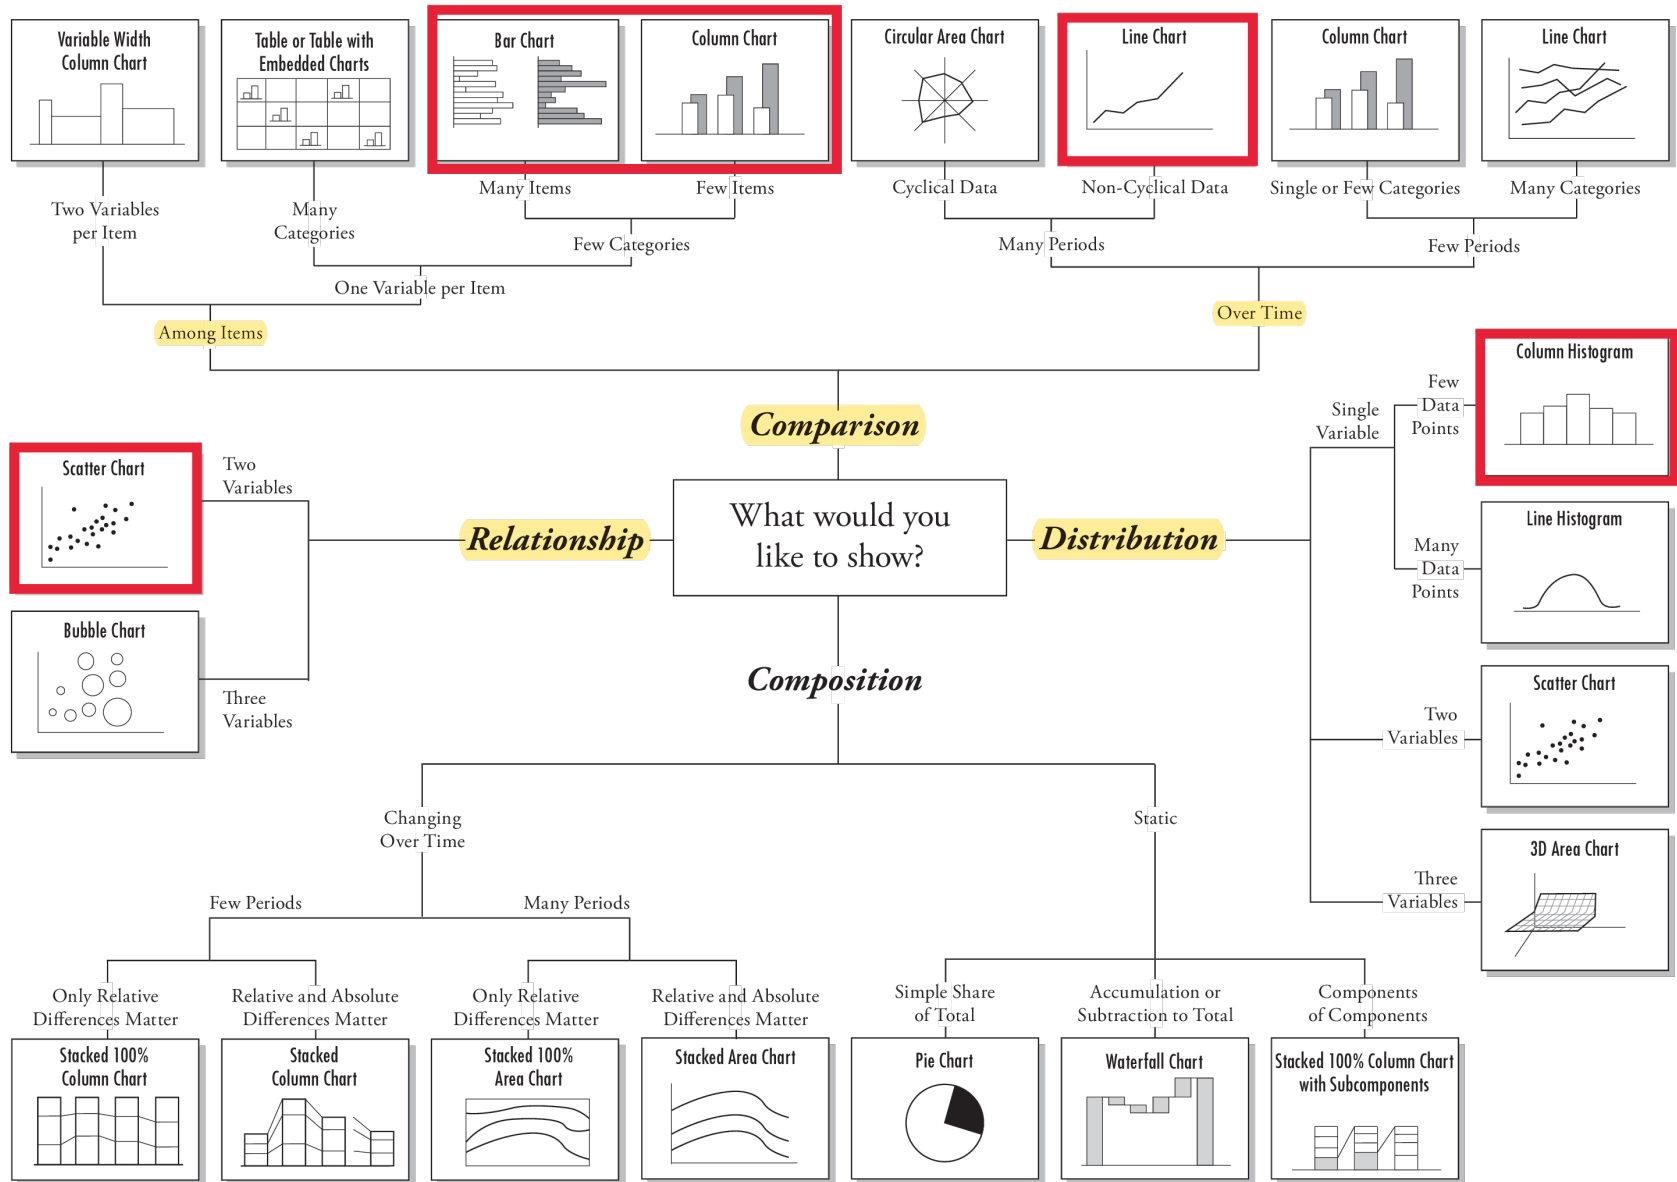 Variable Width
Column Chart
Table or Table with
Embedded Charts
Bar Chart
Column Chart
Circular Area Chart
Line Chart
Column Chart
Line Chart
Two Variables
per Item
Many
Categories
Many Items
Few Items
Cyclical Data
Non-Cyclical Data
Single or Few Categories
Many Categories
Few Categories
Many Periods
Few Periods
One Variable per Item
Among Items
Over Time
Comparison
Scatter Chart
Two
Variables
Relationship
What would you
like to show?
Distribution
Single
Variable
Few
Data
Points
Column Histogram
Many
Data
Points
Line Histogram
Bubble Chart
Three
Variables
Composition
Two
Variables
Scatter Chart
Three
Variables
3D Area Chart
Changing
Over Time
Static
Few Periods
Many Periods
Only Relative
Differences Matter
Relative and Absolute
Differences Matter
Only Relative
Differences Matter
Relative and Absolute
Differences Matter
Simple Share
of Total
Accumulation or
Subtraction to Total
Components
of Components
Stacked 100%
Column Chart
Stacked
Column Chart
Stacked 100%
Area Chart
Stacked Area Chart
Pie Chart
Waterfall Chart
Stacked 100% Column Chart
with Subcomponents